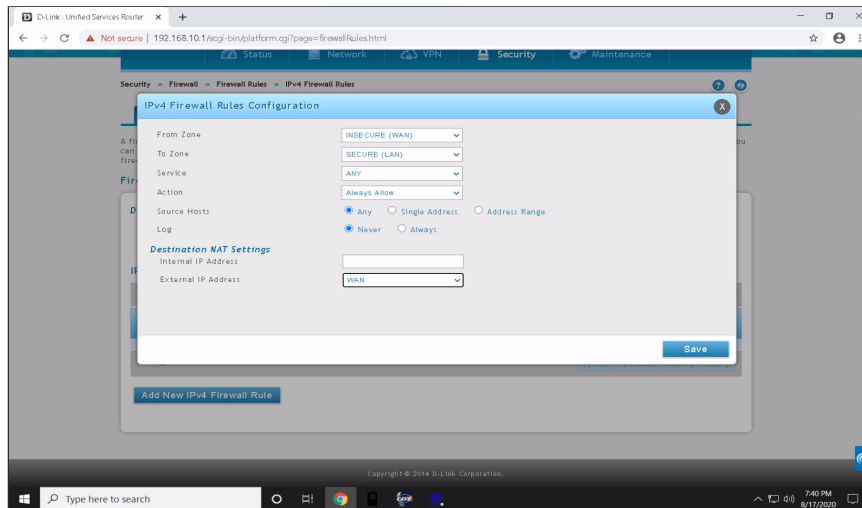 D-Link : Unified Services Router
Not secure | 192.168.10.1/scgi-bin/platform.cgi?page=firewallRules.html
Status Network VPN Security Maintenance
Security » Firewall » Firewall Rules » IPv4 Firewall Rules
IPv4 Firewall Rules Configuration X
From Zone INSECURE (WAN)
To Zone SECURE (LAN)
Service ANY
Action Always Allow
Source Hosts Any Single Address Address Range
Log Never Always
Destination NAT Settings
Internal IP Address
External IP Address WAN
Save
Add New IPv4 Firewall Rule
Copyright © 2014 D-Link Corporation.
Type here to search
7:40 PM
8/17/2020